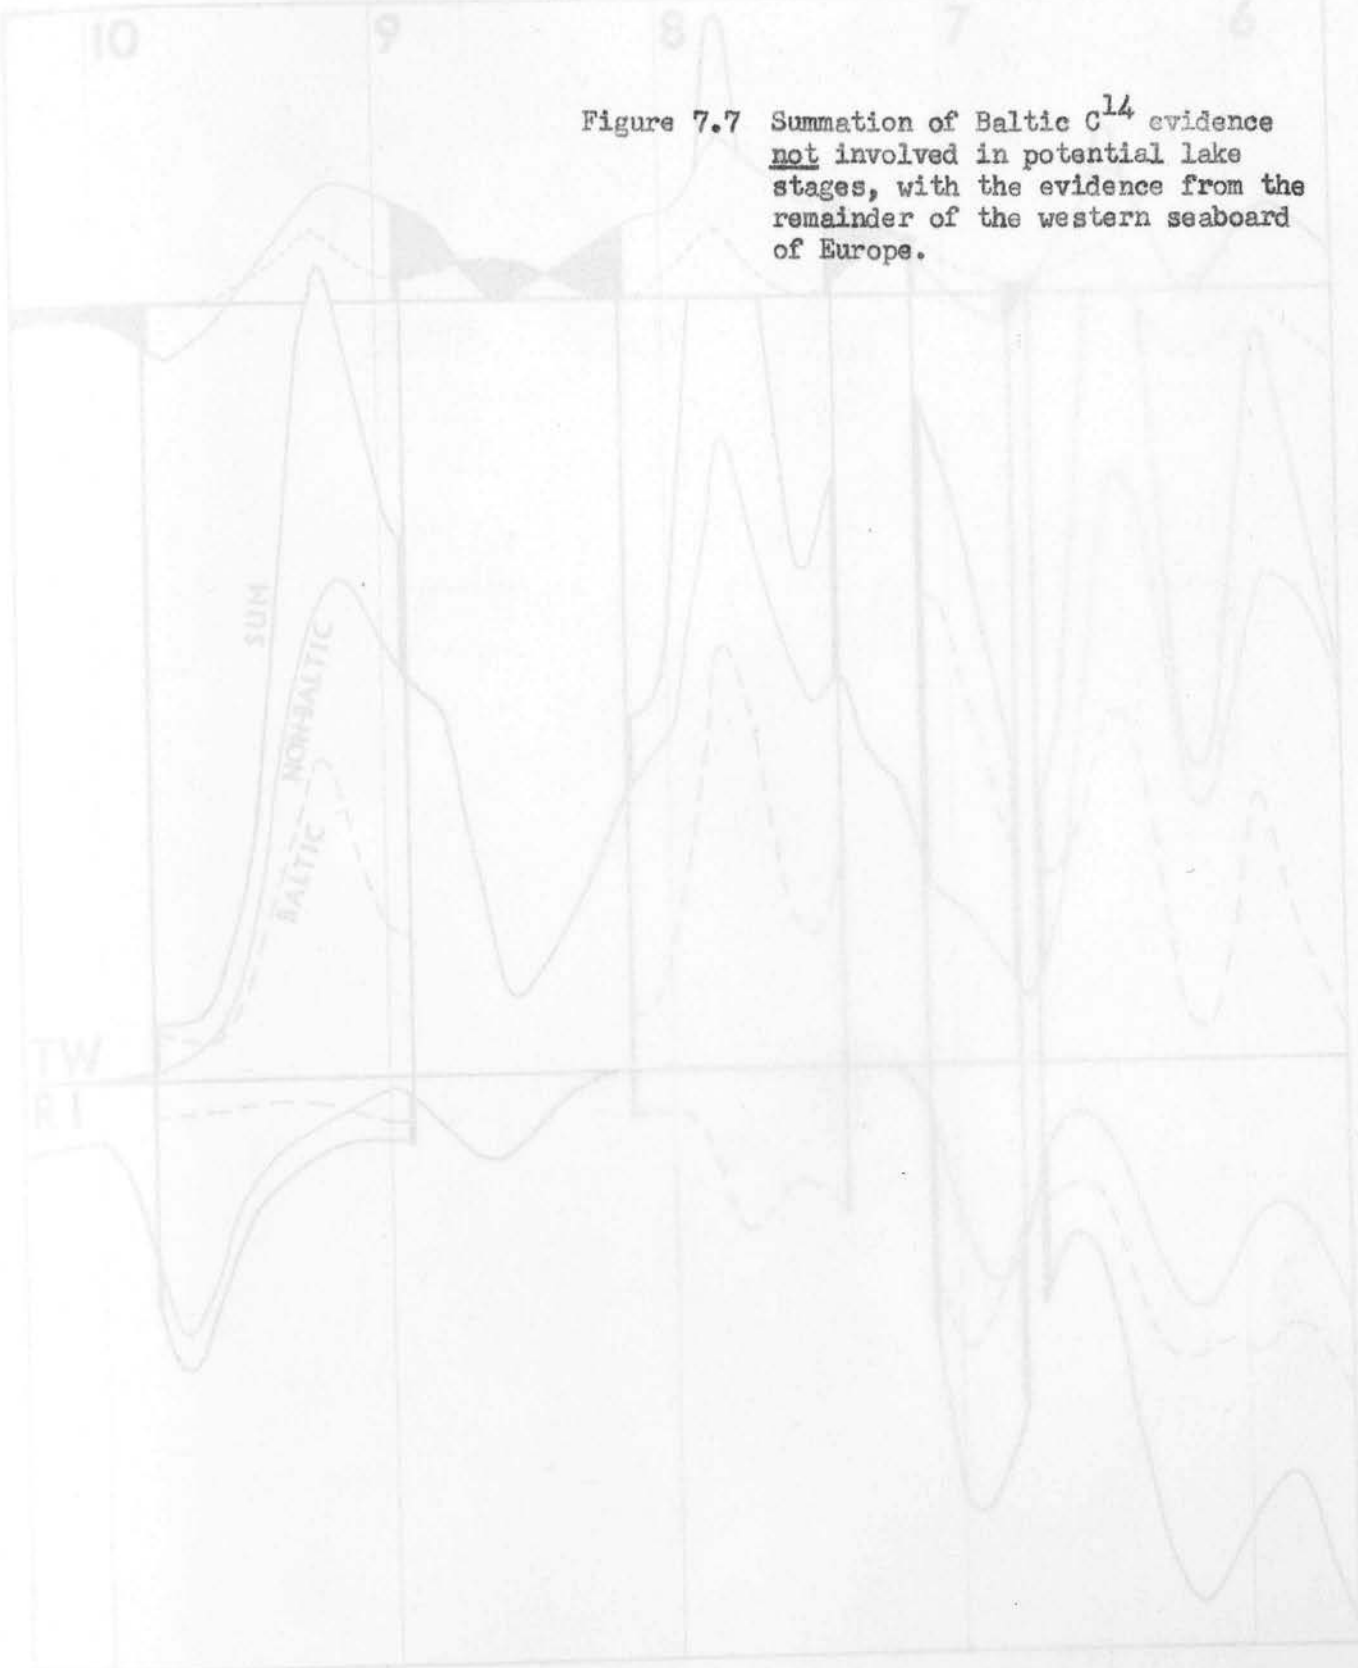 10 9 8 7 6
Figure 7.7 Summation of Baltic C14 evidence
not involved in potential lake
stages, with the evidence from the
remainder of the western seaboard
of Europe.
SUM
NON-BALTIC
BALTIC
TW
RI